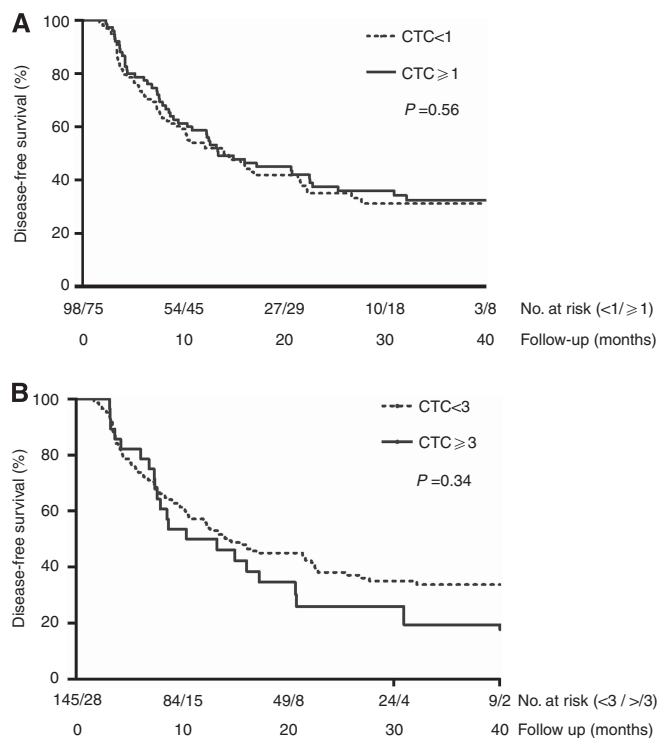 A
100
80
60
40
20
0
Disease-free survival (%)
CTC<1
CTC⩾1
P=0.56
98/75 54/45 27/29 10/18 3/8 No. at risk (<1/⩾1)
0 10 20 30 40 Follow-up (months)
B
100
80
60
40
20
0
Disease-free survival (%)
CTC<3
CTC⩾3
P=0.34
145/28 84/15 49/8 24/4 9/2 No. at risk (<3 / >/3)
0 10 20 30 40 Follow up (months)